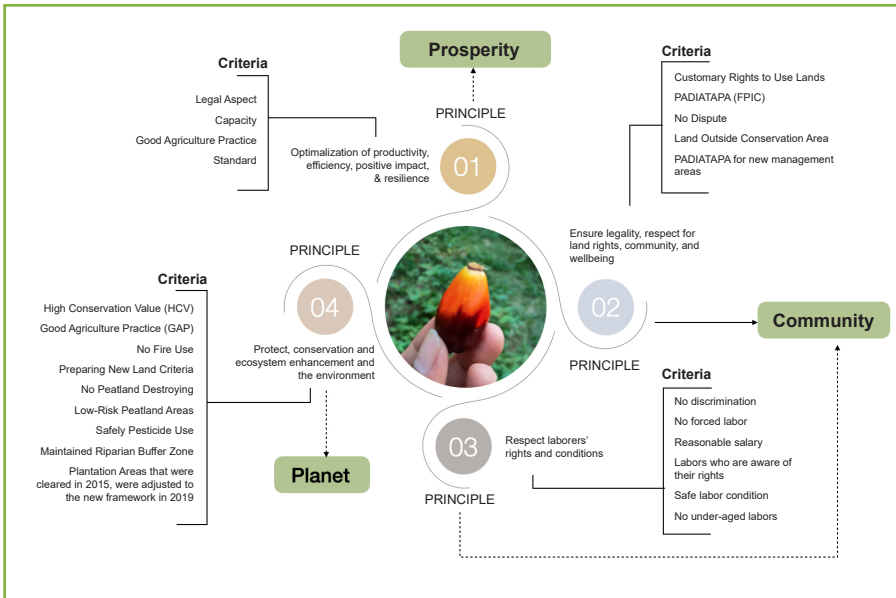 Prosperity
Criteria
Legal Aspect
Capacity
Good Agriculture Practice
Standard
PRINCIPLE
01
Optimalization of productivity,
efficiency, positive impact,
& resilience
Criteria
Customary Rights to Use Lands
PADIATAPA (FPIC)
No Dispute
Land Outside Conservation Area
PADIATAPA for new management
areas
Ensure legality, respect for
land rights, community, and
wellbeing
02
PRINCIPLE
Community
PRINCIPLE
04
Protect, conservation and
ecosystem enhancement and
the environment
Criteria
High Conservation Value (HCV)
Good Agriculture Practice (GAP)
No Fire Use
Preparing New Land Criteria
No Peatland Destroying
Low-Risk Peatland Areas
Safely Pesticide Use
Maintained Riparian Buffer Zone
Plantation Areas that were
cleared in 2015, were adjusted to
the new framework in 2019
Planet
03
Respect laborers’
rights and conditions
PRINCIPLE
Criteria
No discrimination
No forced labor
Reasonable salary
Labors who are aware of
their rights
Safe labor condition
No under-aged labors